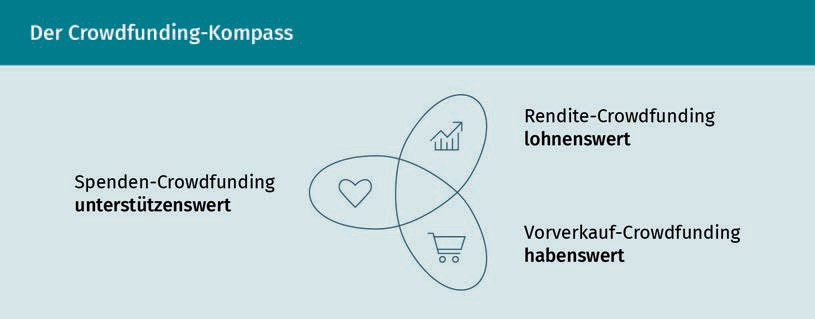 Der Crowdfunding-Kompass
Spenden-Crowdfunding
unterstützenswert
Rendite-Crowdfunding
lohnenswert
Vorverkauf-Crowdfunding
habenswert